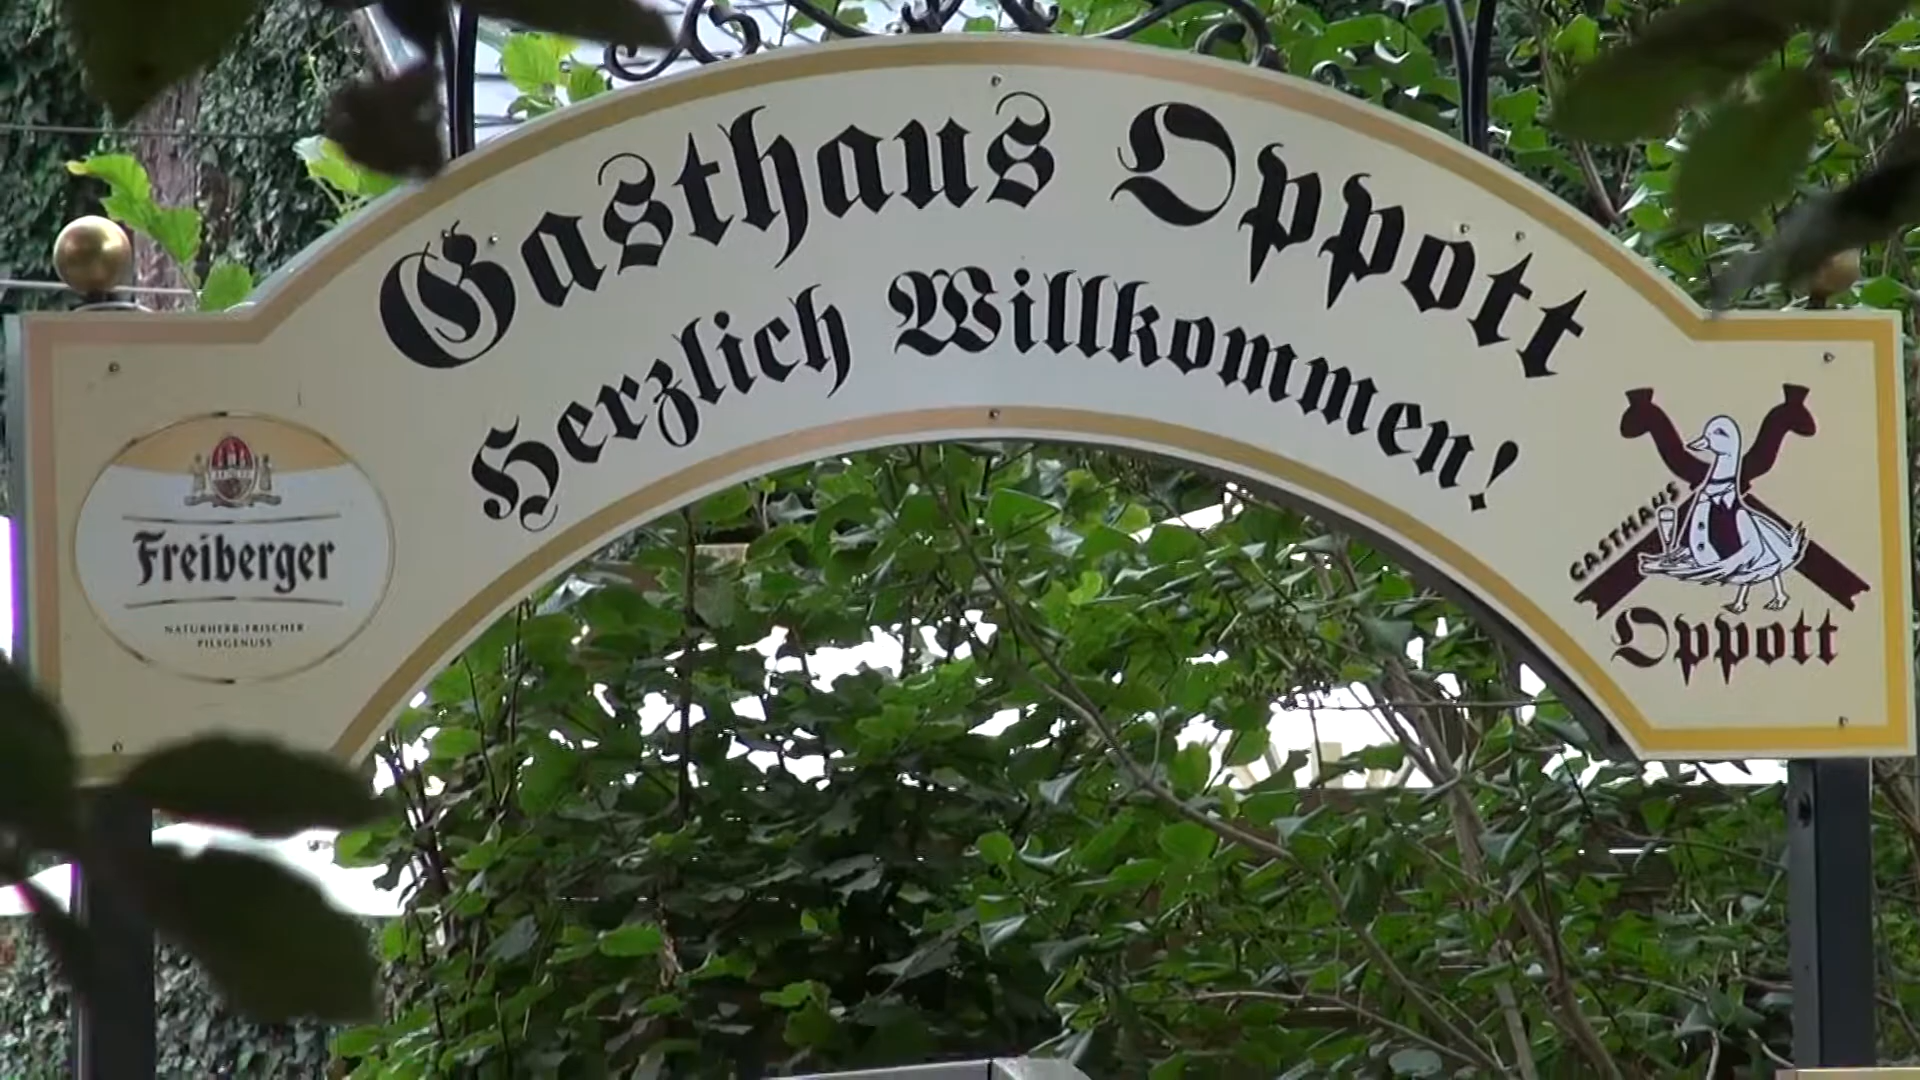 Gasthaus Oppott
Herzlich Willkommen!
Freiberger
NATURHERB-FRISCHER
PILSGENUSS
GASTHAUS
Oppott